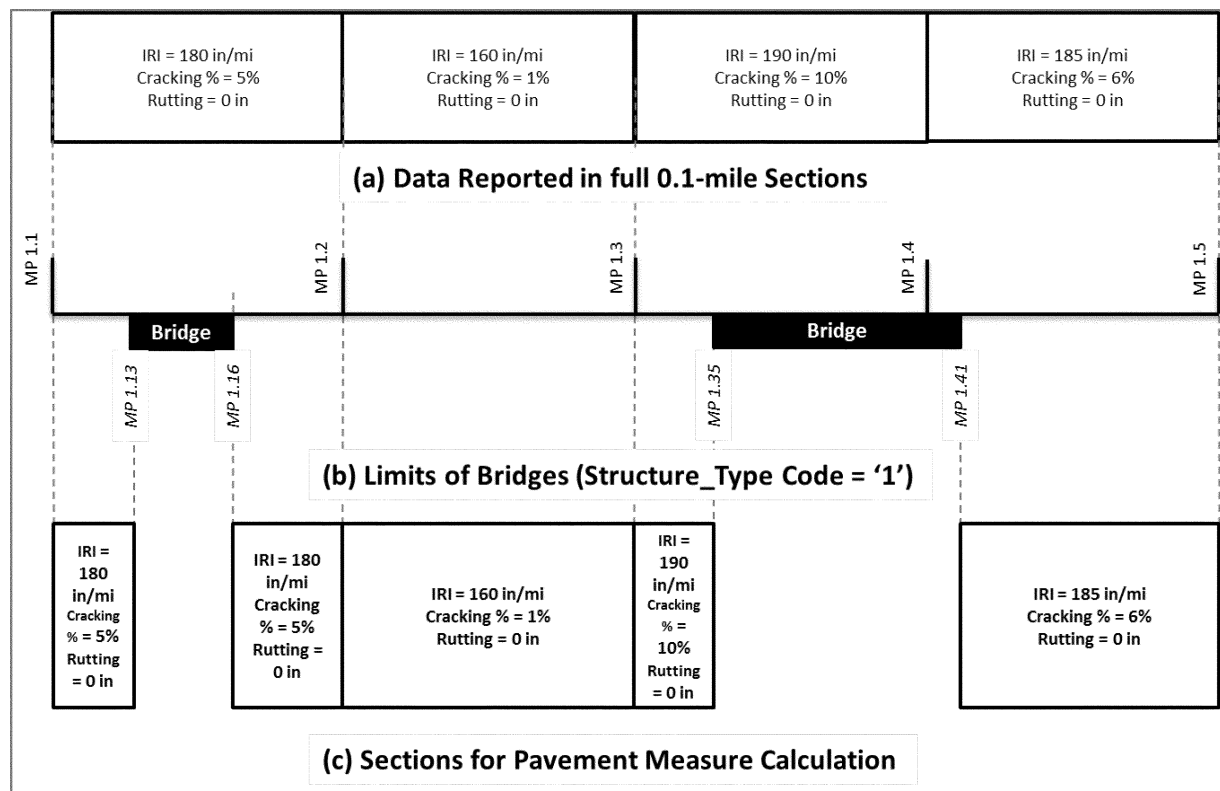 IRI = 180 in/mi
Cracking % = 5%
Rutting = 0 in
IRI = 160 in/mi
Cracking % = 1%
Rutting = 0 in
IRI = 190 in/mi
Cracking % = 10%
Rutting = 0 in
IRI = 185 in/mi
Cracking % = 6%
Rutting = 0 in
(a) Data Reported in full 0.1-mile Sections
MP 1.1
MP 1.2
MP 1.3
MP 1.4
MP 1.5
Bridge
Bridge
MP 1.13
MP 1.16
MP 1.35
MP 1.41
(b) Limits of Bridges (Structure_Type Code = ‘1’)
IRI =
180
in/mi
Cracking
% = 5%
Rutting
= 0 in
IRI = 180
in/mi
Cracking
% = 5%
Rutting =
0 in
IRI = 160 in/mi
Cracking % = 1%
Rutting = 0 in
IRI =
190
in/mi
Cracking
% =
10%
Rutting
= 0 in
IRI = 185 in/mi
Cracking % = 6%
Rutting = 0 in
(c) Sections for Pavement Measure Calculation